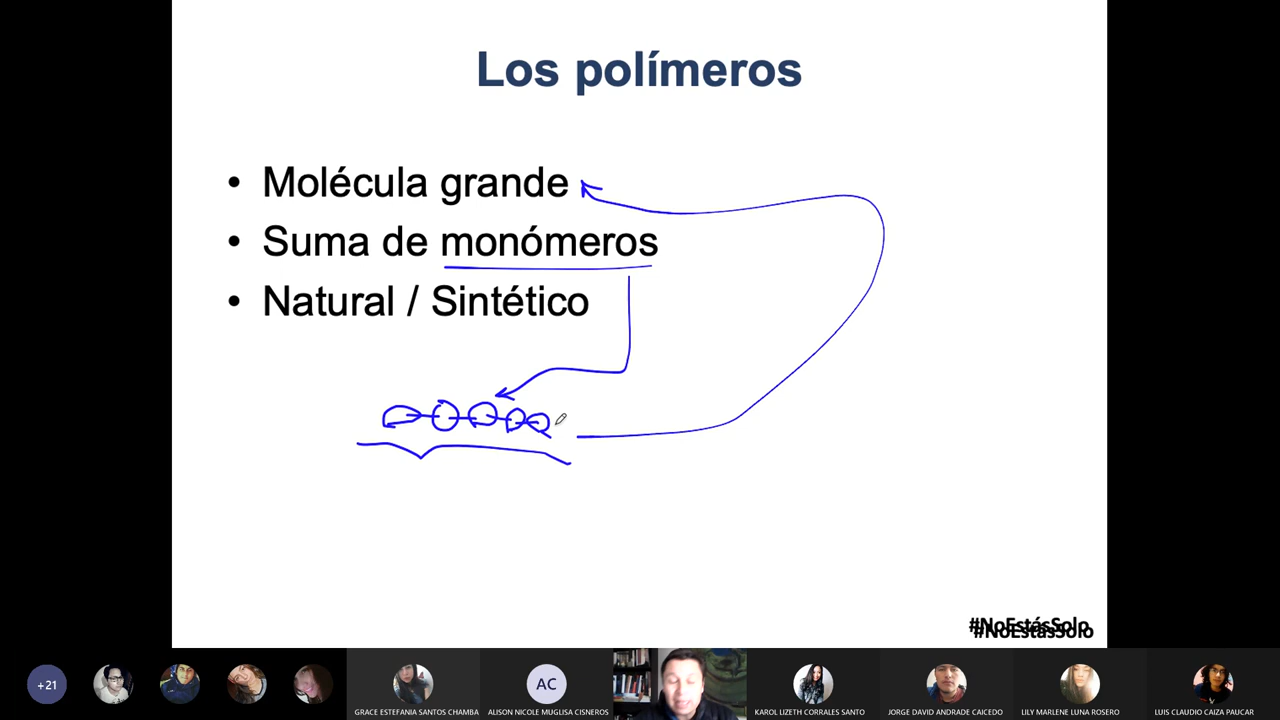 Los polímeros
• Molécula grande
• Suma de monómeros
• Natural / Sintético
#NoEstásSolo
#NoEstásSolo
+21
GRACE ESTEFANIA SANTOS CHAMBA
AC
ALISON NICOLE MUGLISA CISNEROS
KAROL LIZETH CORRALES SANTO
JORGE DAVID ANDRADE CAICEDO
LILY MARLENE LUNA ROSERO
LUIS CLAUDIO CAIZA PAUCAR